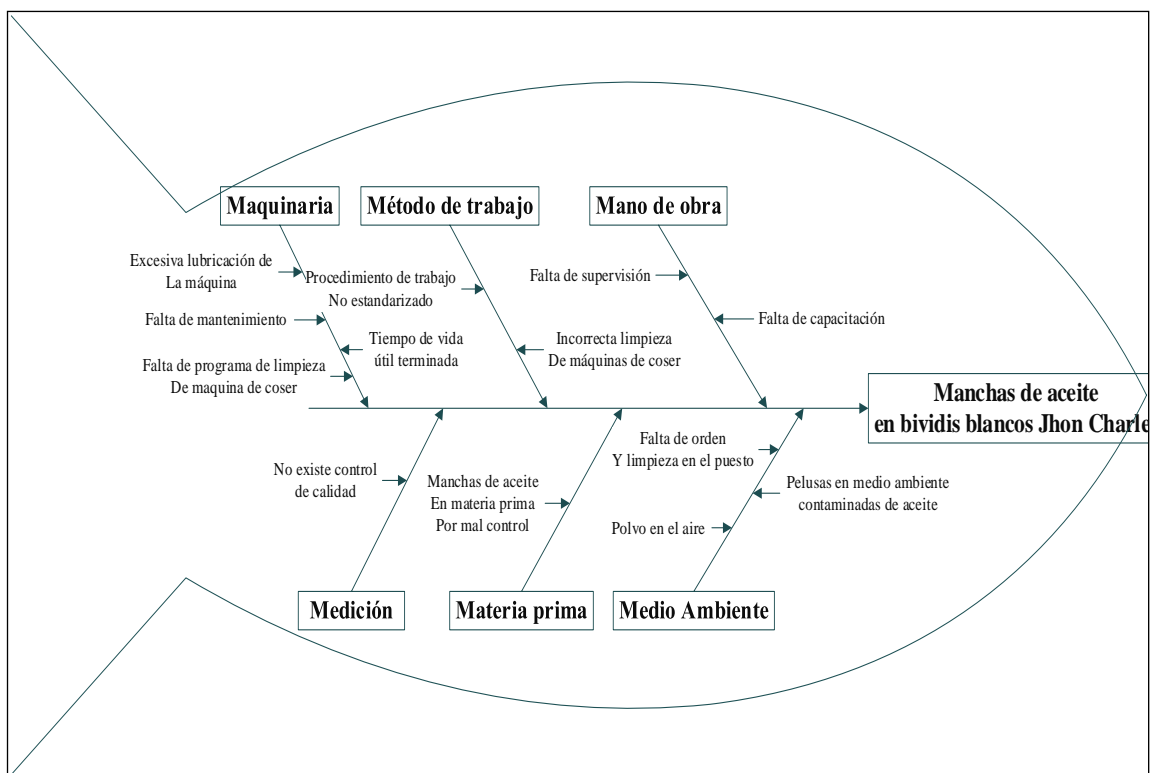 Maquinaria
Método de trabajo
Mano de obra
Excesiva lubricación de
La máquina
Falta de mantenimiento
Tiempo de vida
útil terminada
Falta de programa de limpieza
De maquina de coser
Procedimiento de trabajo
No estandarizado
Incorrecta limpieza
De máquinas de coser
Falta de supervisión
Falta de capacitación
Manchas de aceite
en bividis blancos Jhon Charle
No existe control
de calidad
Manchas de aceite
En materia prima
Por mal control
Falta de orden
Y limpieza en el puesto
Pelusas en medio ambiente
contaminadas de aceite
Polvo en el aire
Medición
Materia prima
Medio Ambiente